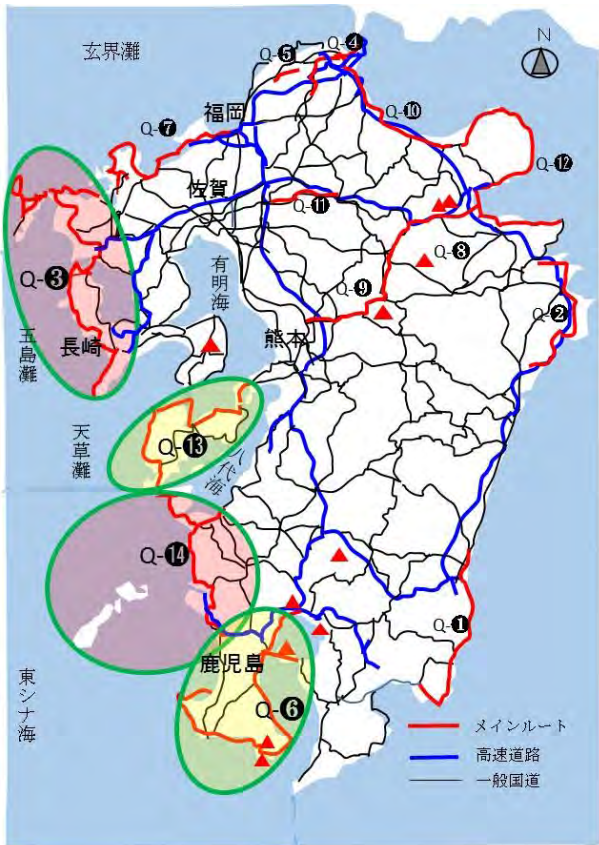 玄界灘
N
Q-❺
Q-❹
Q-❿
福岡
Q-❼
Q-⓬
佐賀
Q-⓫
有明海
Q-❽
Q-❸
Q-❾
Q-❷
五島灘
長崎
熊本
天草灘
Q-⓭
八代海
Q-⓮
東シナ海
鹿児島
Q-❶
Q-❻
メインルート
高速道路
一般国道